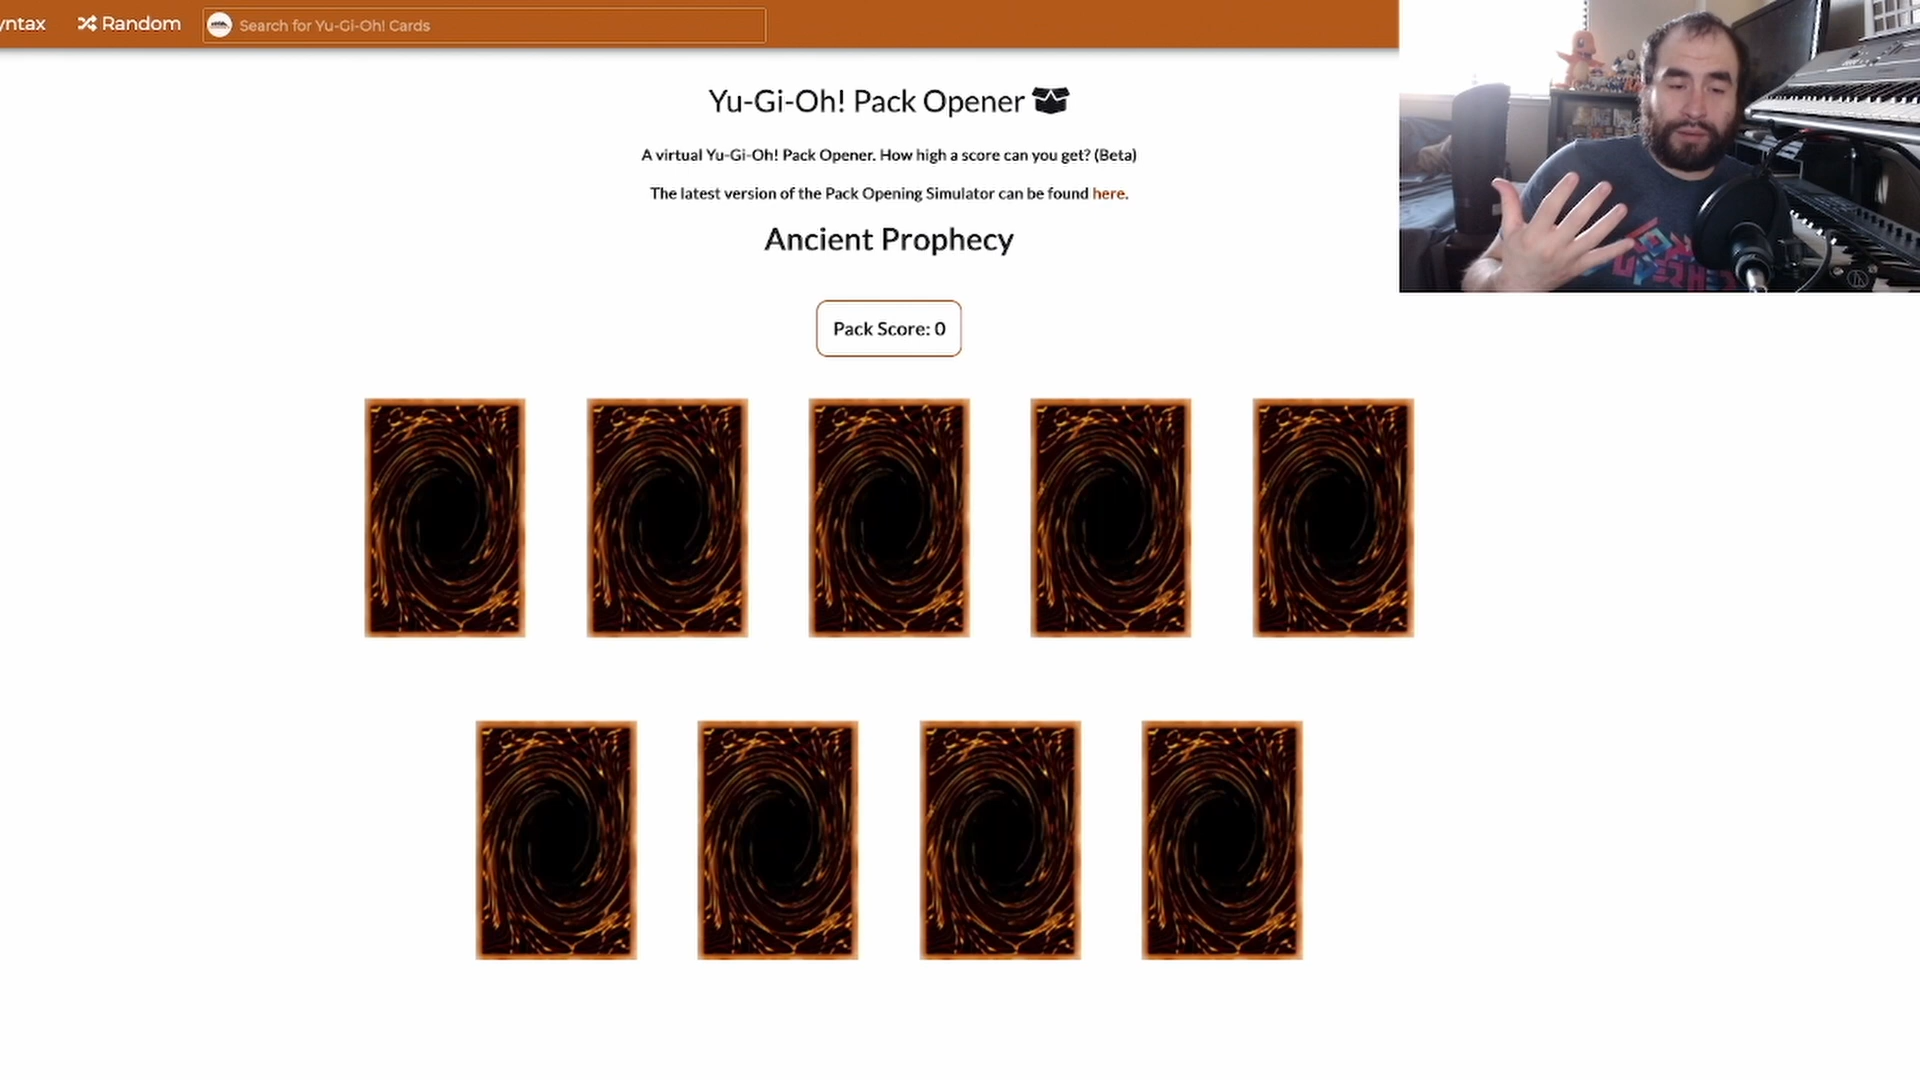 yntax
Random
Search for Yu-Gi-Oh! Cards
Yu-Gi-Oh! Pack Opener
A virtual Yu-Gi-Oh! Pack Opener. How high a score can you get? (Beta)
The latest version of the Pack Opening Simulator can be found here.
Ancient Prophecy
Pack Score: 0